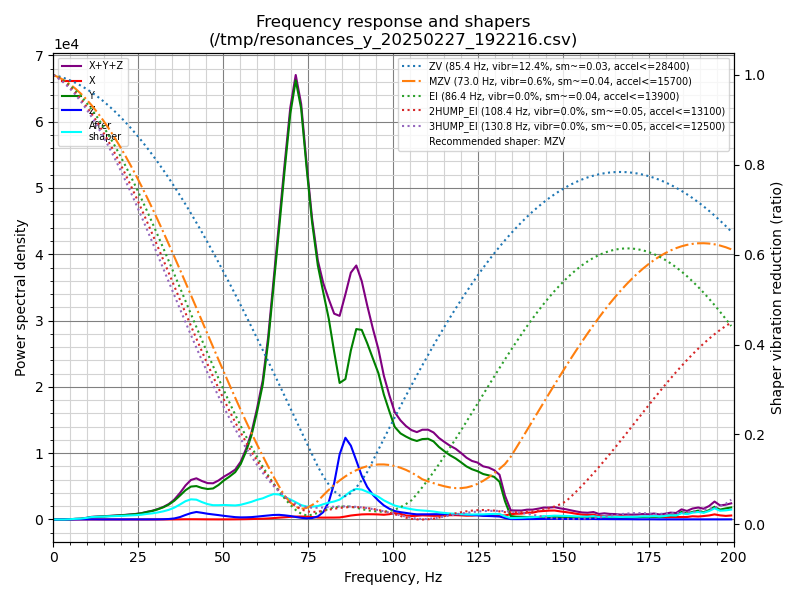 Frequency response and shapers
(/tmp/resonances_y_20250227_192216.csv)
1e4
X+Y+Z
X
Y
Z
After
shaper
ZV (85.4 Hz, vibr=12.4%, sm~=0.03, accel<=28400)
MZV (73.0 Hz, vibr=0.6%, sm~=0.04, accel<=15700)
EI (86.4 Hz, vibr=0.0%, sm~=0.04, accel<=13900)
2HUMP_EI (108.4 Hz, vibr=0.0%, sm~=0.05, accel<=13100)
3HUMP_EI (130.8 Hz, vibr=0.0%, sm~=0.05, accel<=12500)
Recommended shaper: MZV
7
6
5
4
3
2
1
0
Power spectral density
1.0
0.8
0.6
0.4
0.2
0.0
Shaper vibration reduction (ratio)
0 25 50 75 100 125 150 175 200
Frequency, Hz